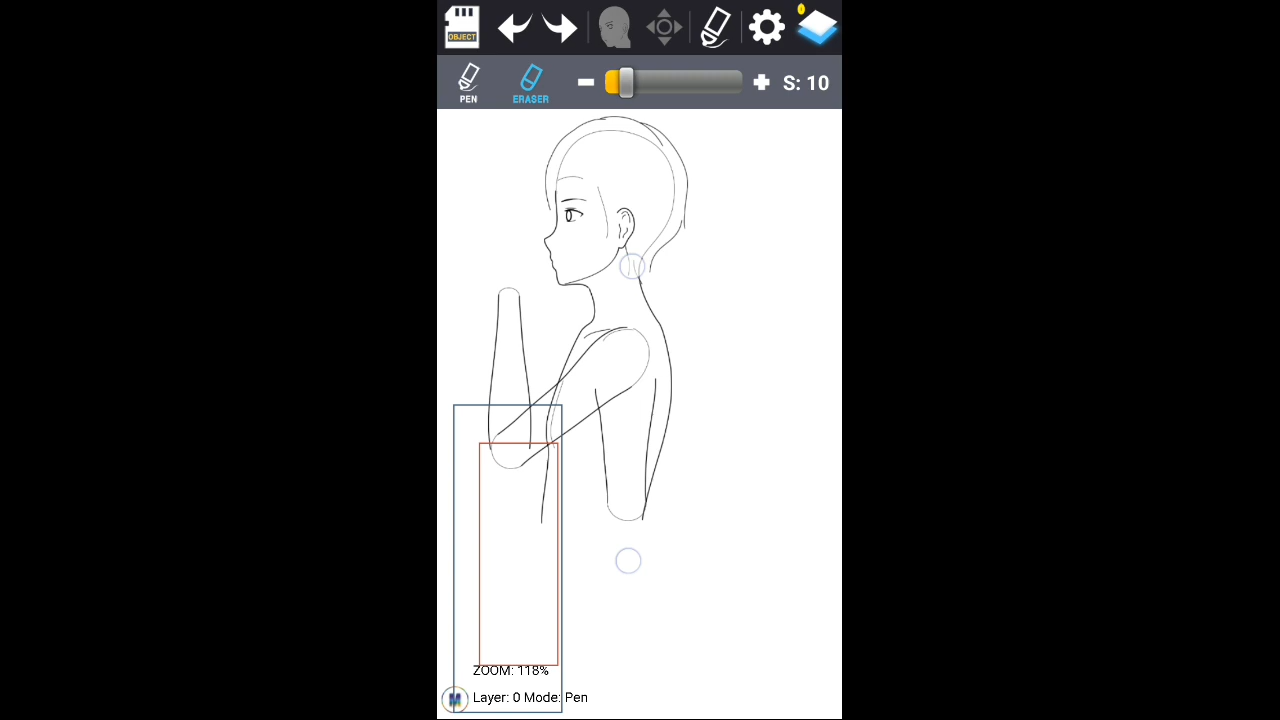 OBJECT
PEN
ERASER
S: 10
ZOOM: 118%
M Layer: 0 Mode: Pen